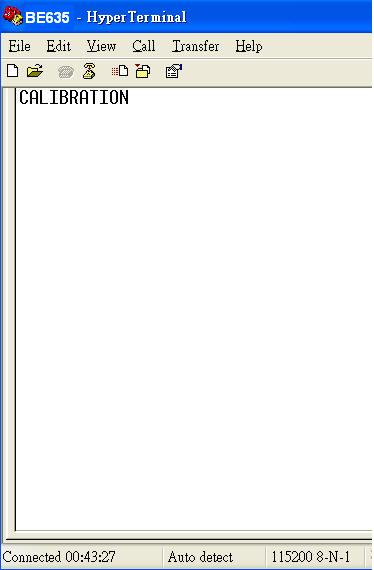 BE635 - HyperTerminal
File Edit View Call Transfer Help
CALIBRATION
Connected 00:43:27 Auto detect 115200 8-N-1